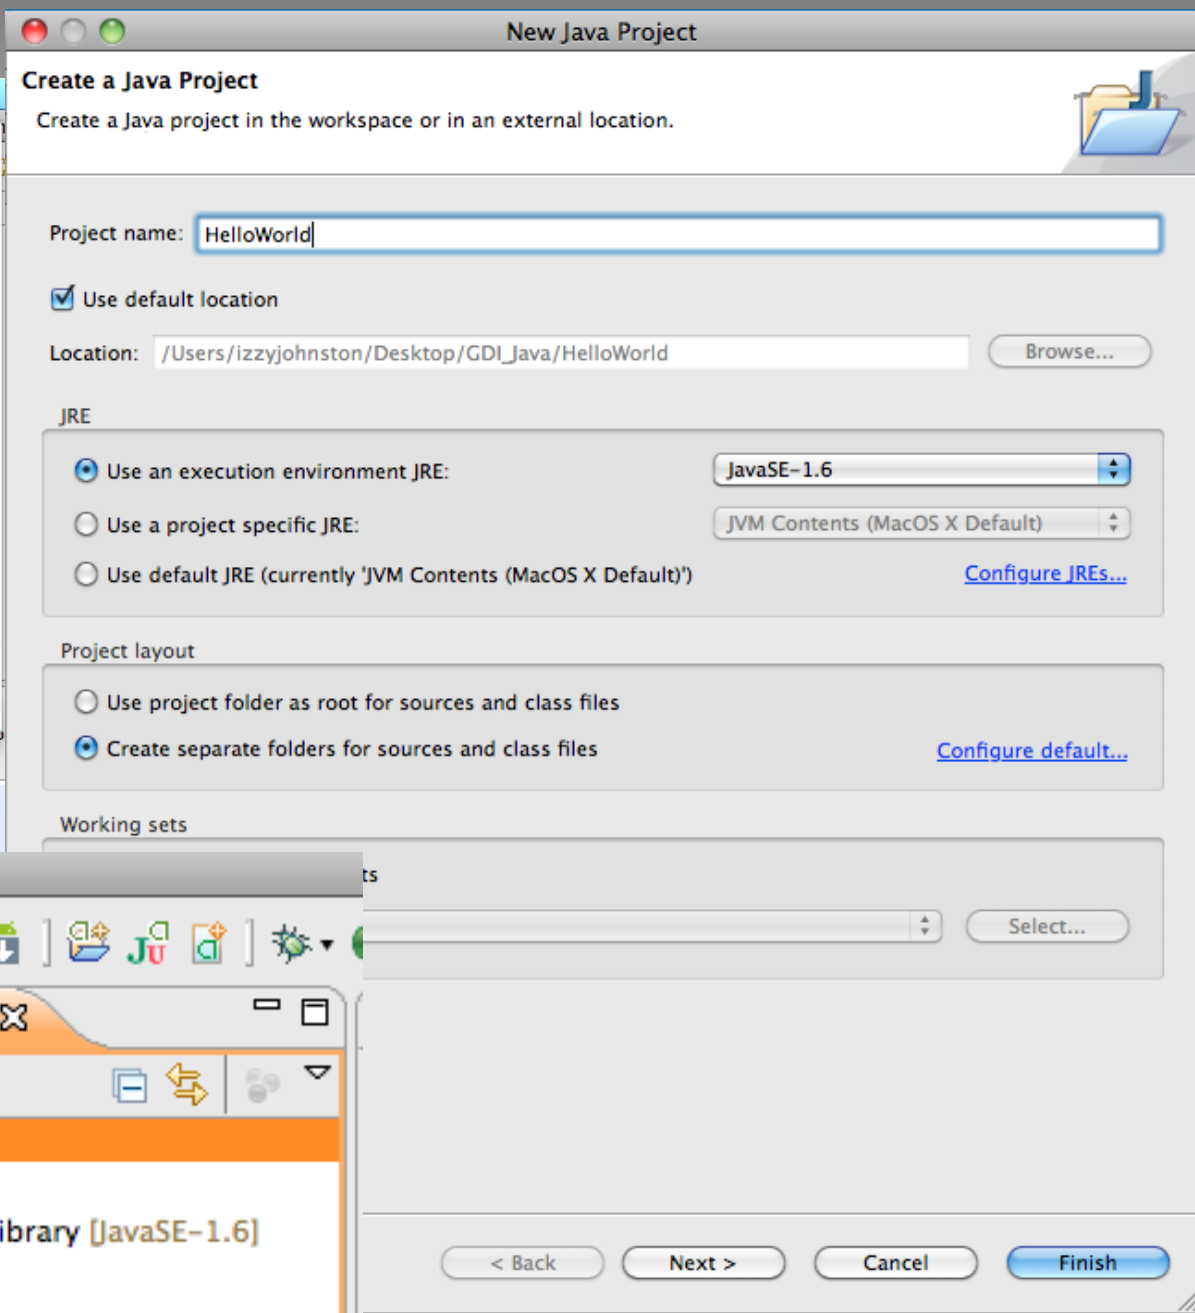 New Java Project
Create a Java Project
Create a Java project in the workspace or in an external location.
Project name: HelloWorld
Use default location
Location: /Users/izzyjohnston/Desktop/GDI_Java/HelloWorld Browse...
JRE
Use an execution environment JRE: JavaSE-1.6
Use a project specific JRE: JVM Contents (MacOS X Default)
Use default JRE (currently 'JVM Contents (MacOS X Default)') Configure JREs...
Project layout
Use project folder as root for sources and class files
Create separate folders for sources and class files Configure default...
Working sets
ts
Select...
ibrary [JavaSE-1.6]
< Back Next > Cancel Finish